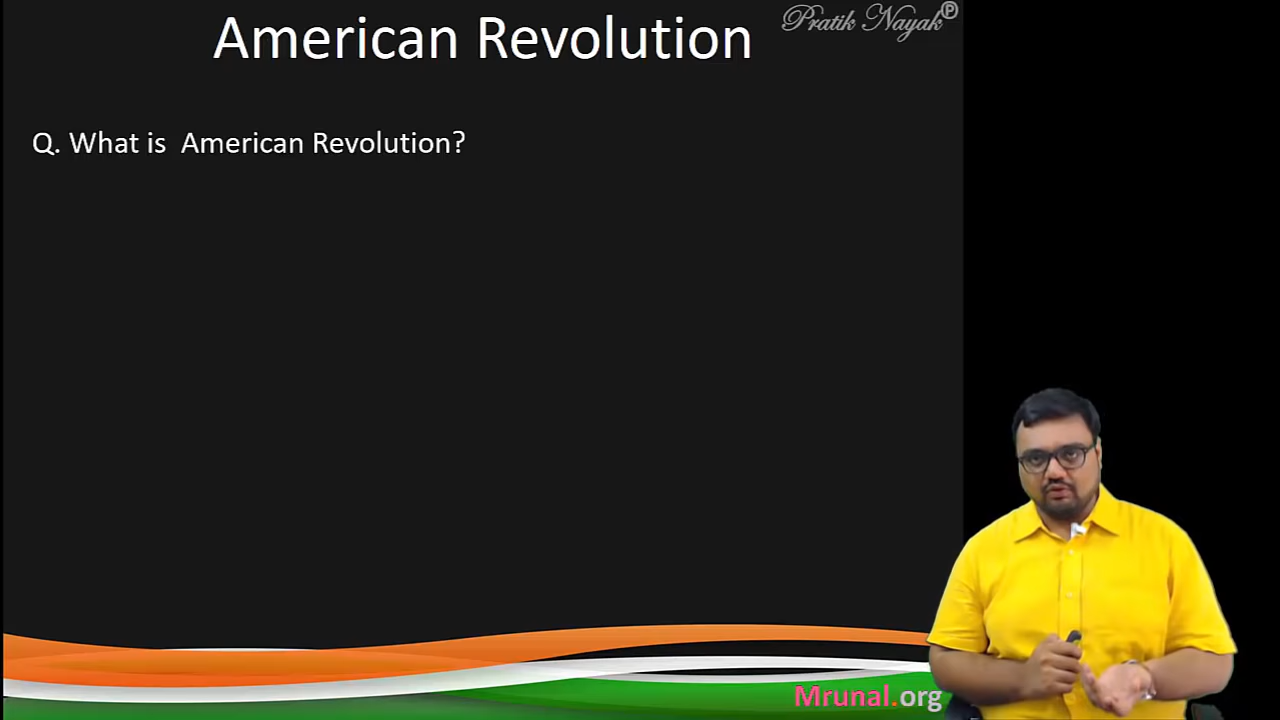 American Revolution
Pratik Nayak ℗
Q. What is  American Revolution?
Mrunal.org